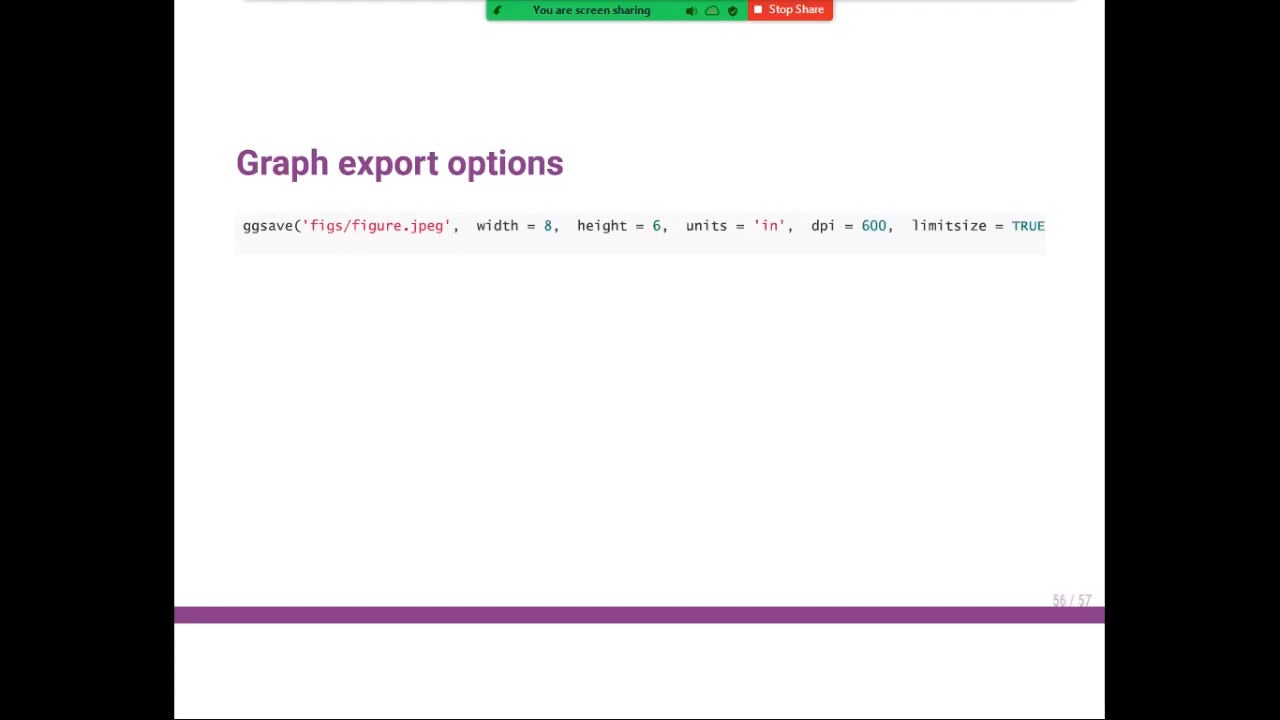 You are screen sharing
Stop Share
Graph export options
ggsave('figs/figure.jpeg', width = 8, height = 6, units = 'in', dpi = 600, limitsize = TRUE
56 / 57